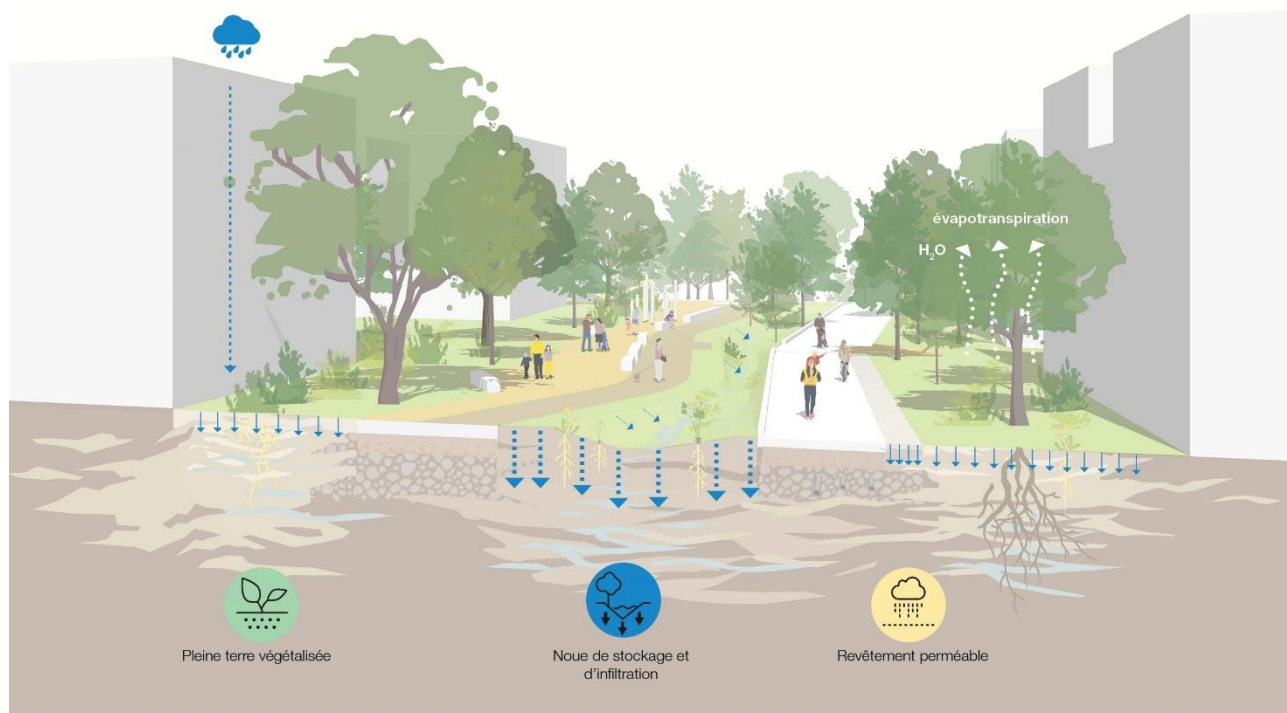 évapotranspiration
H₂O
Pleine terre végétalisée
Noue de stockage et
d'infiltration
Revêtement perméable